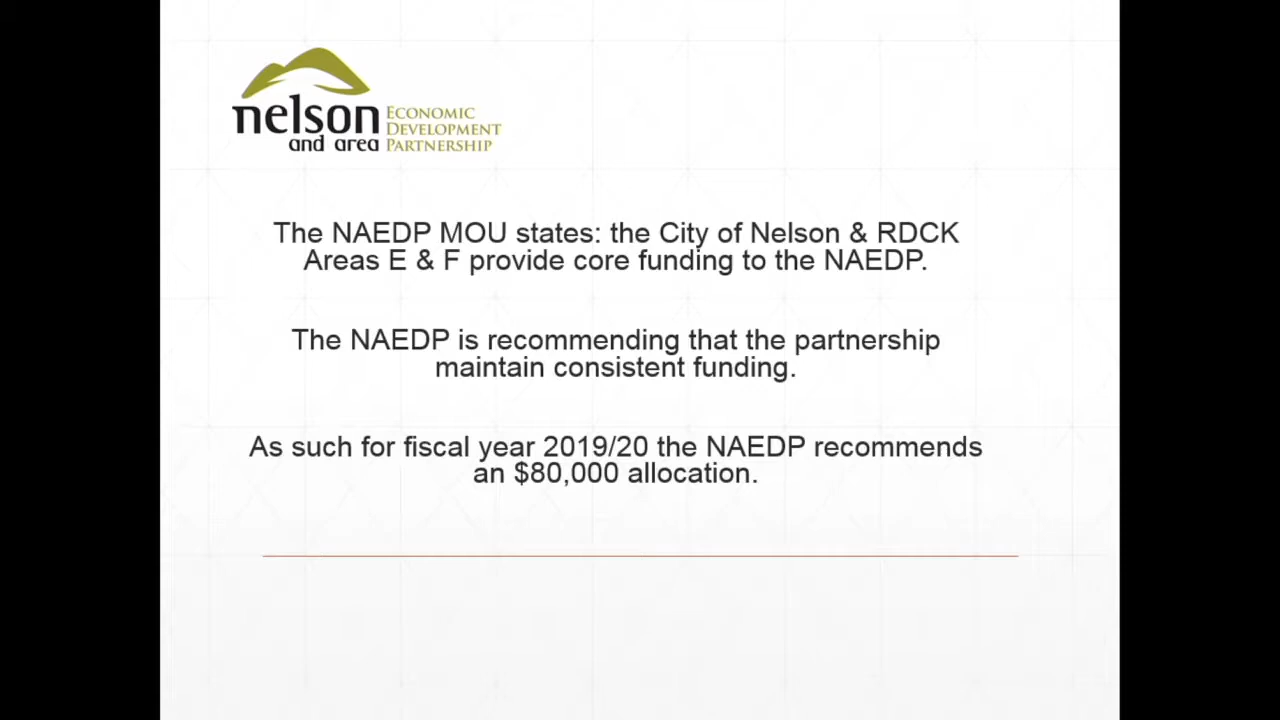 nelson
and area
ECONOMIC
DEVELOPMENT
PARTNERSHIP
The NAEDP MOU states: the City of Nelson & RDCK
Areas E & F provide core funding to the NAEDP.
The NAEDP is recommending that the partnership
maintain consistent funding.
As such for fiscal year 2019/20 the NAEDP recommends
an $80,000 allocation.